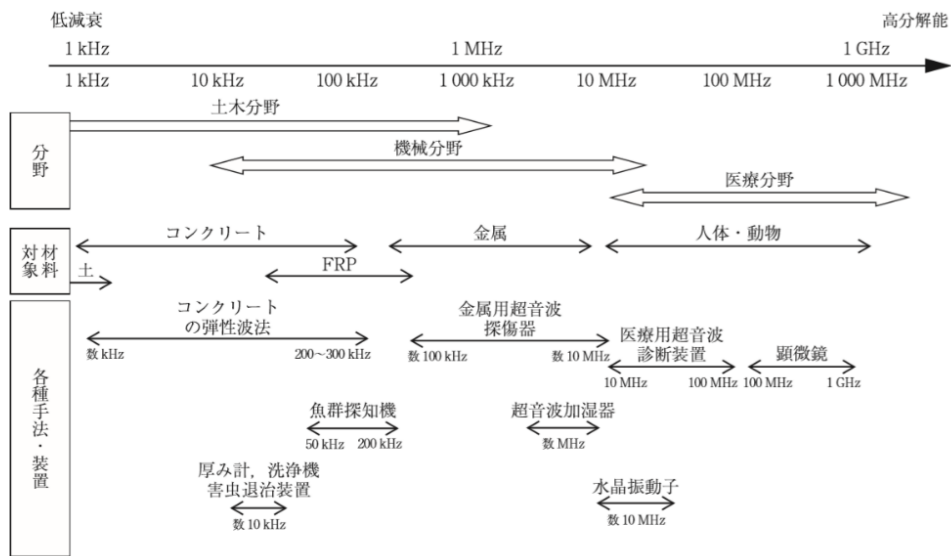 低減衰
高分解能
1 kHz
1 MHz
1 GHz
1 kHz
10 kHz
100 kHz
1 000 kHz
10 MHz
100 MHz
1 000 MHz
分野
土木分野
機械分野
医療分野
対象材料
コンクリート
金属
人体・動物
土
FRP
各種手法・装置
コンクリート
の弾性波法
数 kHz
200～300 kHz
金属用超音波
探傷器
数 100 kHz
数 10 MHz
医療用超音波
診断装置
10 MHz
100 MHz
顕微鏡
100 MHz
1 GHz
魚群探知機
50 kHz
200 kHz
超音波加湿器
数 MHz
厚み計，洗浄機
害虫退治装置
数 10 kHz
水晶振動子
数 10 MHz